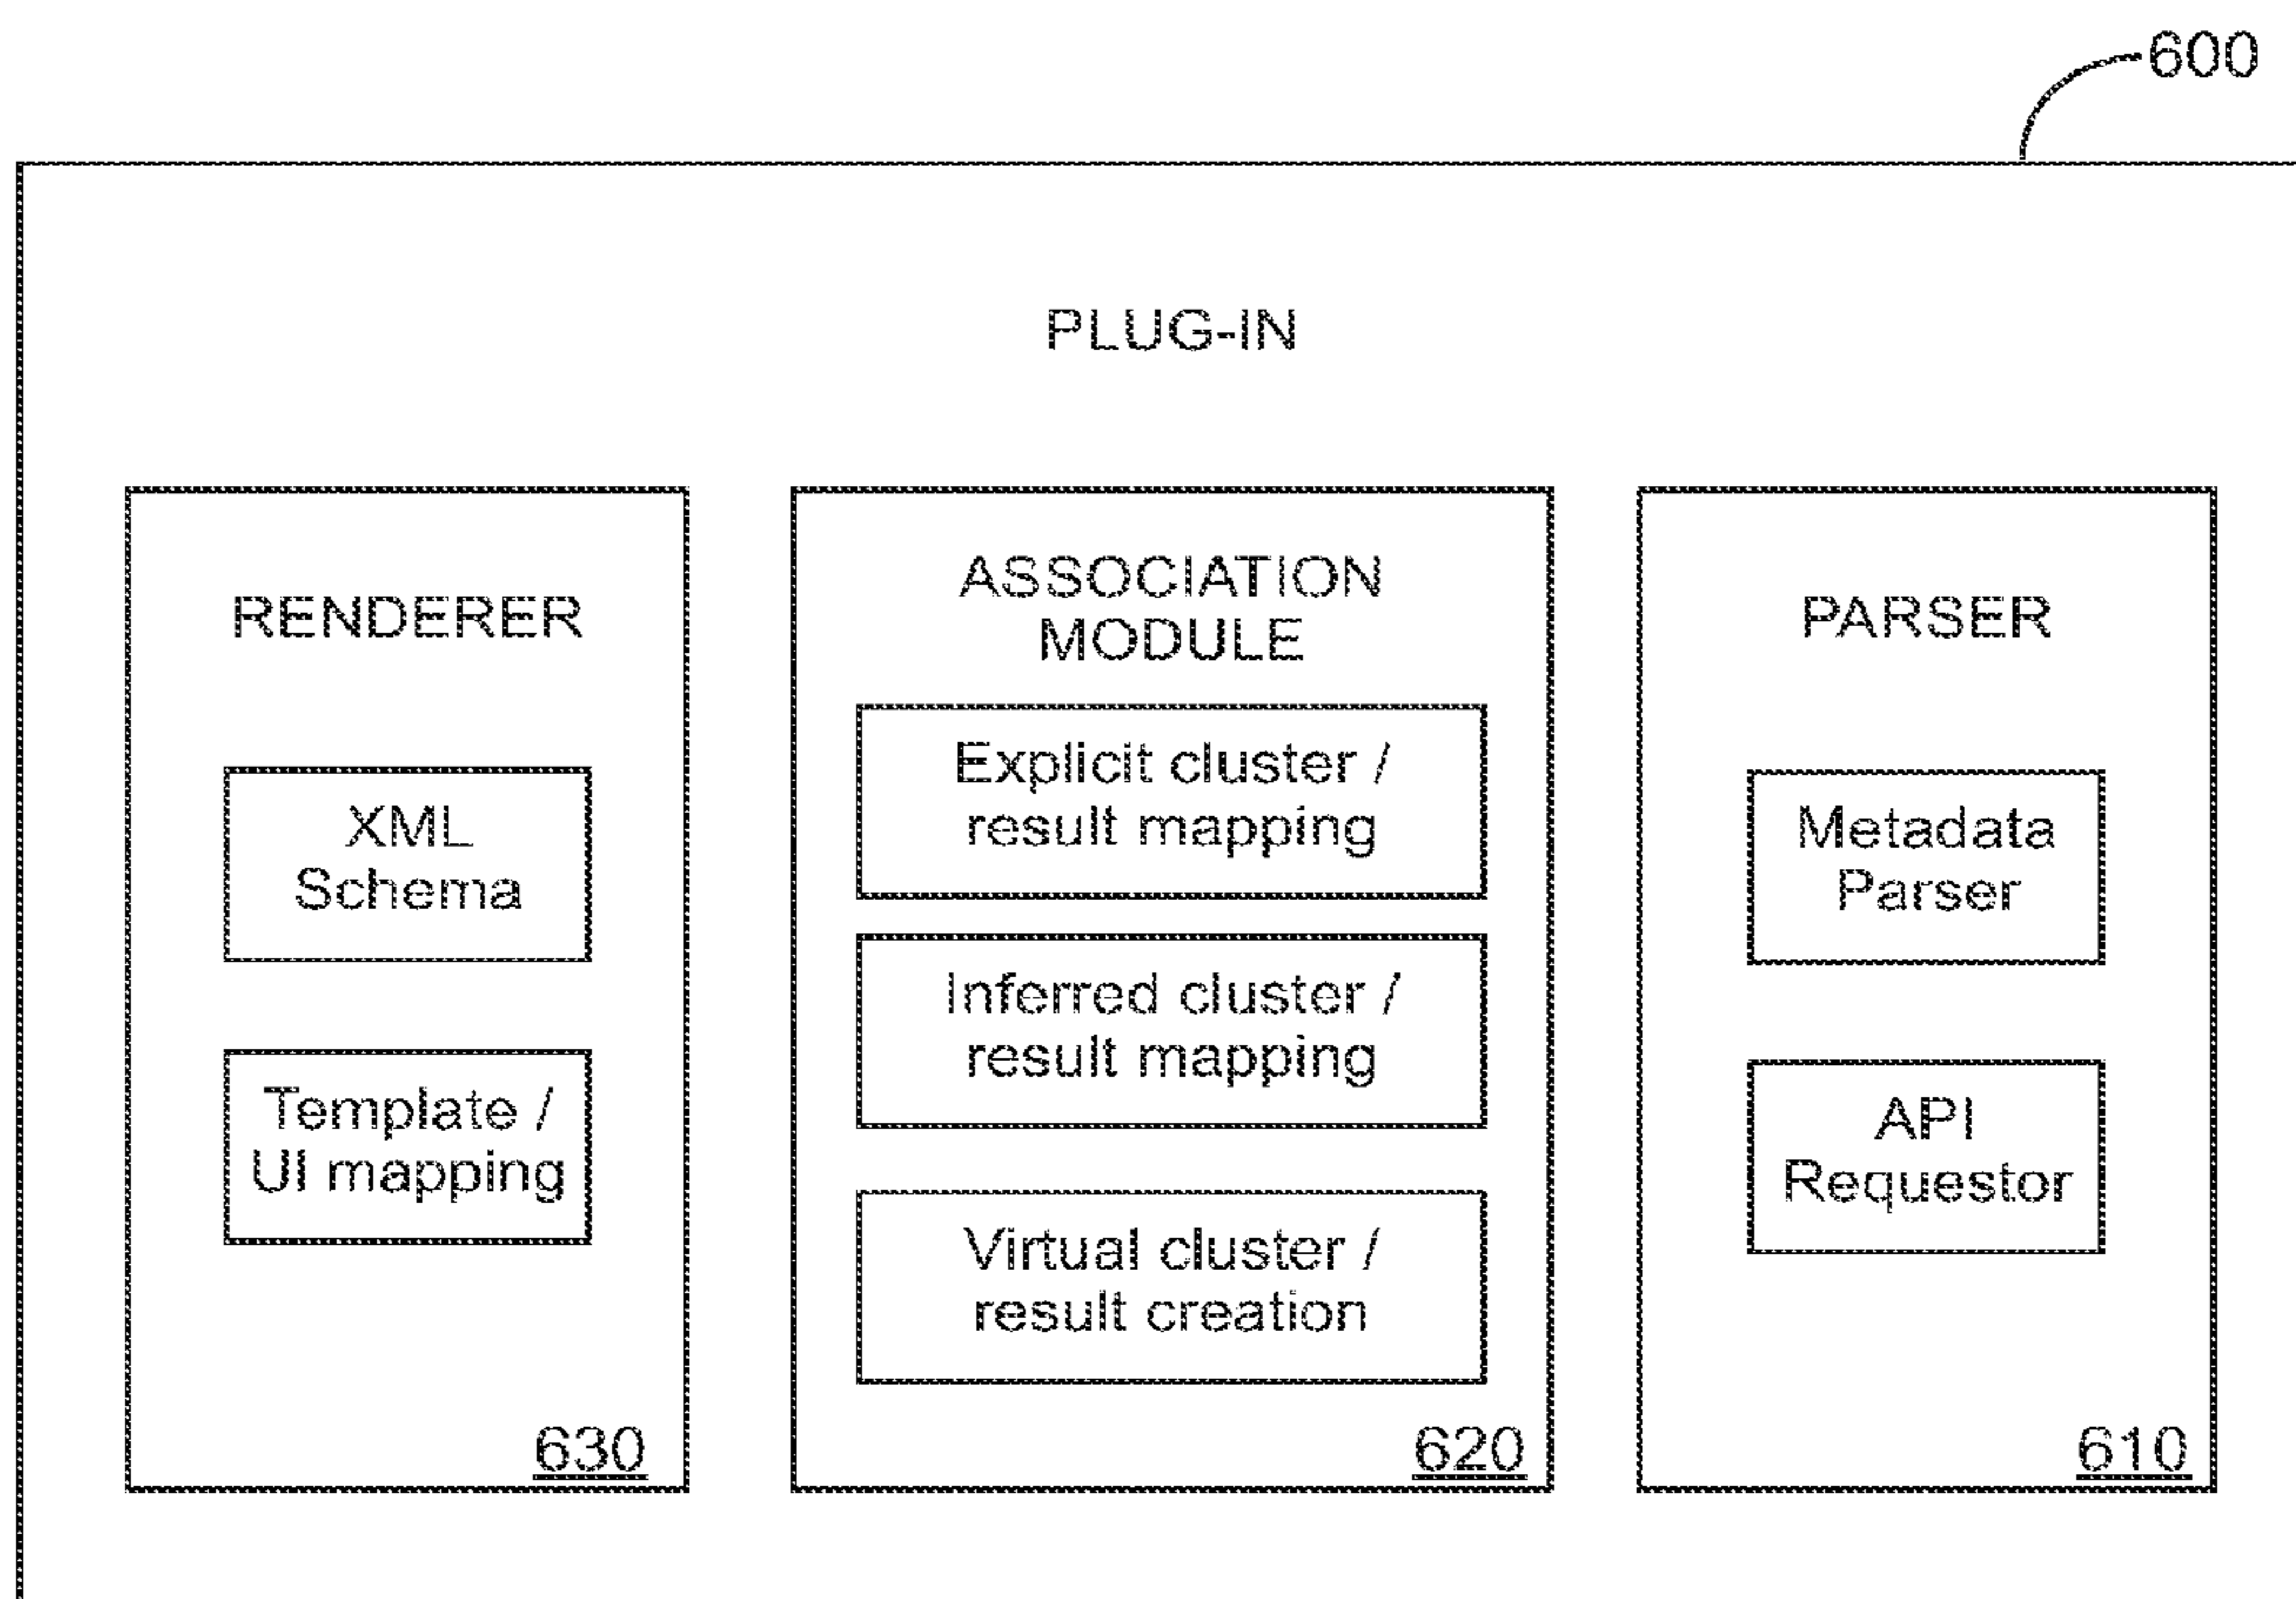 600
PLUG-IN
RENDERER
XML
Schema
Template /
UI mapping
630
ASSOCIATION
MODULE
Explicit cluster /
result mapping
Inferred cluster /
result mapping
Virtual cluster /
result creation
620
PARSER
Metadata
Parser
API
Requestor
610